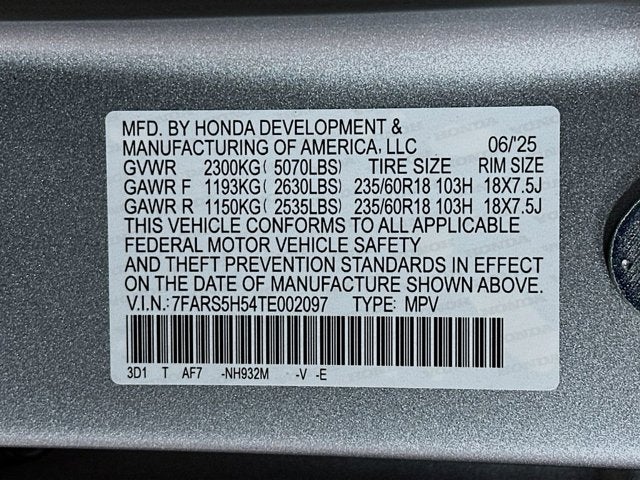 MFD. BY HONDA DEVELOPMENT &
MANUFACTURING OF AMERICA, LLC 06/'25
GVWR 2300KG( 5070LBS) TIRE SIZE RIM SIZE
GAWR F 1193KG( 2630LBS) 235/60R18 103H 18X7.5J
GAWR R 1150KG( 2535LBS) 235/60R18 103H 18X7.5J
THIS VEHICLE CONFORMS TO ALL APPLICABLE
FEDERAL MOTOR VEHICLE SAFETY
AND THEFT PREVENTION STANDARDS IN EFFECT
ON THE DATE OF MANUFACTURE SHOWN ABOVE.
V.I.N.:7FARS5H54TE002097 TYPE: MPV
3D1 T AF7 -NH932M -V -E